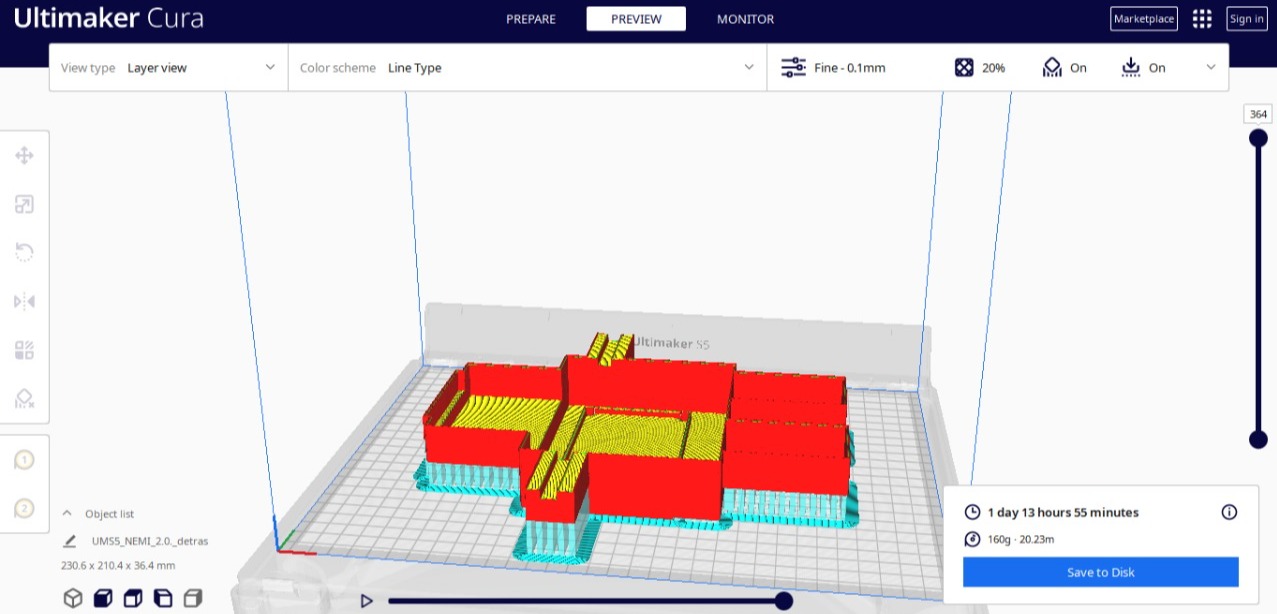 Ultimaker Cura
PREPARE PREVIEW MONITOR
Marketplace Sign in
View type Layer view Color scheme Line Type Fine - 0.1mm 20% On On
364
Ultimaker S5
1
2
Object list
UMS5_NEMI_2.0._detras
230.6 x 210.4 x 36.4 mm
1 day 13 hours 55 minutes
160g · 20.23m
Save to Disk